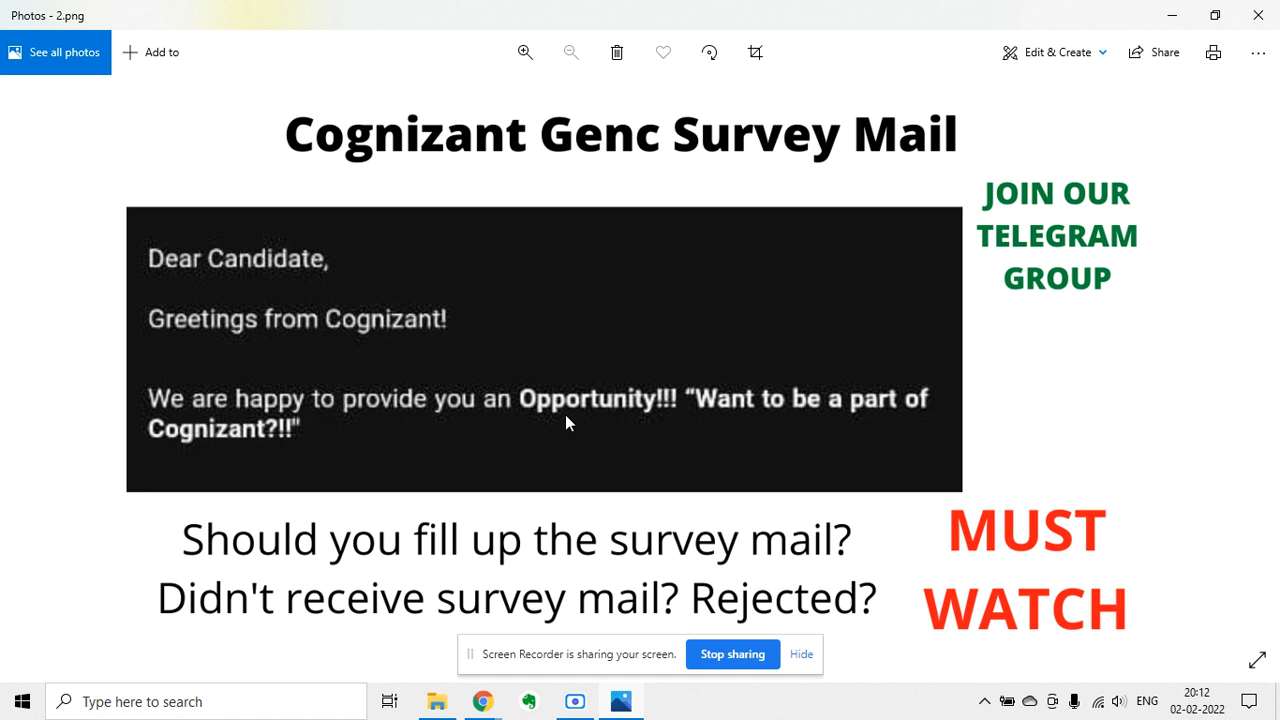 Photos - 2.png
See all photos
Add to
Edit & Create
Share
Cognizant Genc Survey Mail
JOIN OUR
TELEGRAM
GROUP
Dear Candidate,
Greetings from Cognizant!
We are happy to provide you an Opportunity!!! “Want to be a part of
Cognizant?!!"
Should you fill up the survey mail?
Didn't receive survey mail? Rejected?
MUST
WATCH
Screen Recorder is sharing your screen.
Stop sharing
Hide
Type here to search
ENG
20:12
02-02-2022